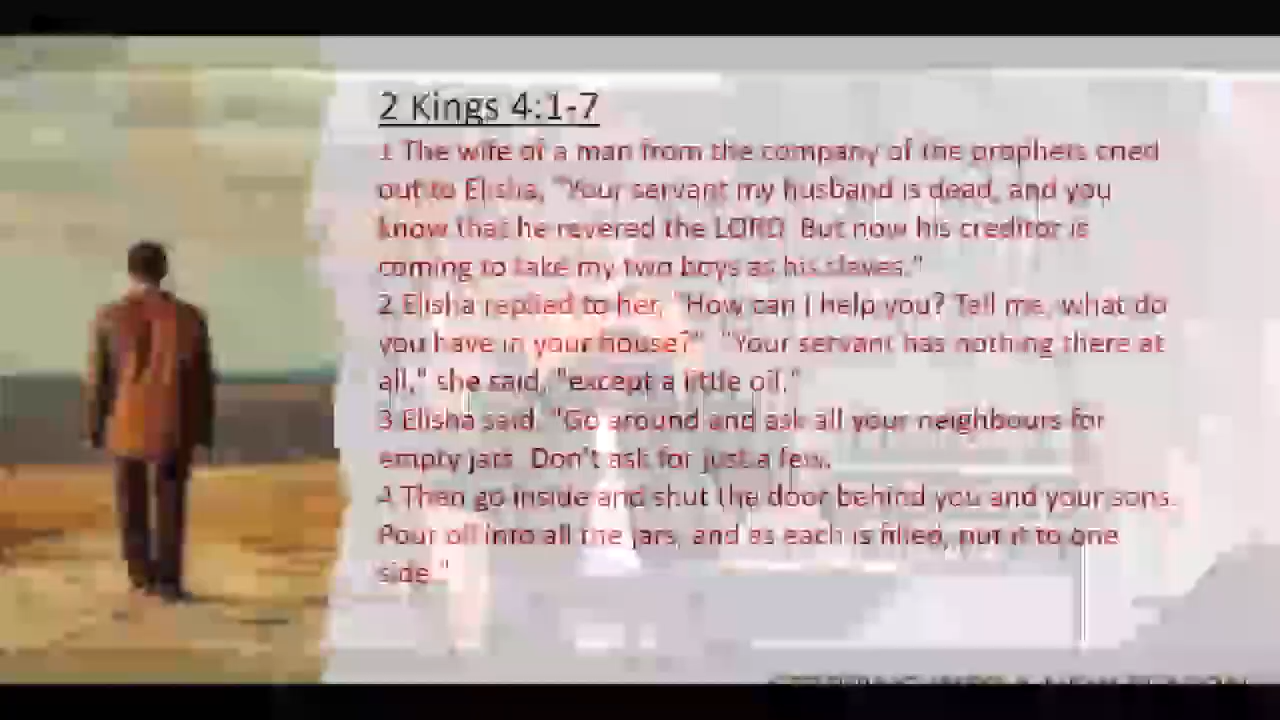 2 Kings 4:1-7
1 The wife of a man from the company of the prophets cried
out to Elisha, "Your servant my husband is dead, and you
know that he revered the LORD. But now his creditor is
coming to take my two boys as his slaves."
2 Elisha replied to her, "How can I help you? Tell me, what do
you have in your house?" "Your servant has nothing there at
all," she said, "except a little oil."
3 Elisha said, "Go around and ask all your neighbours for
empty jars. Don't ask for just a few.
4 Then go inside and shut the door behind you and your sons.
Pour oil into all the jars, and as each is filled, put it to one
side."